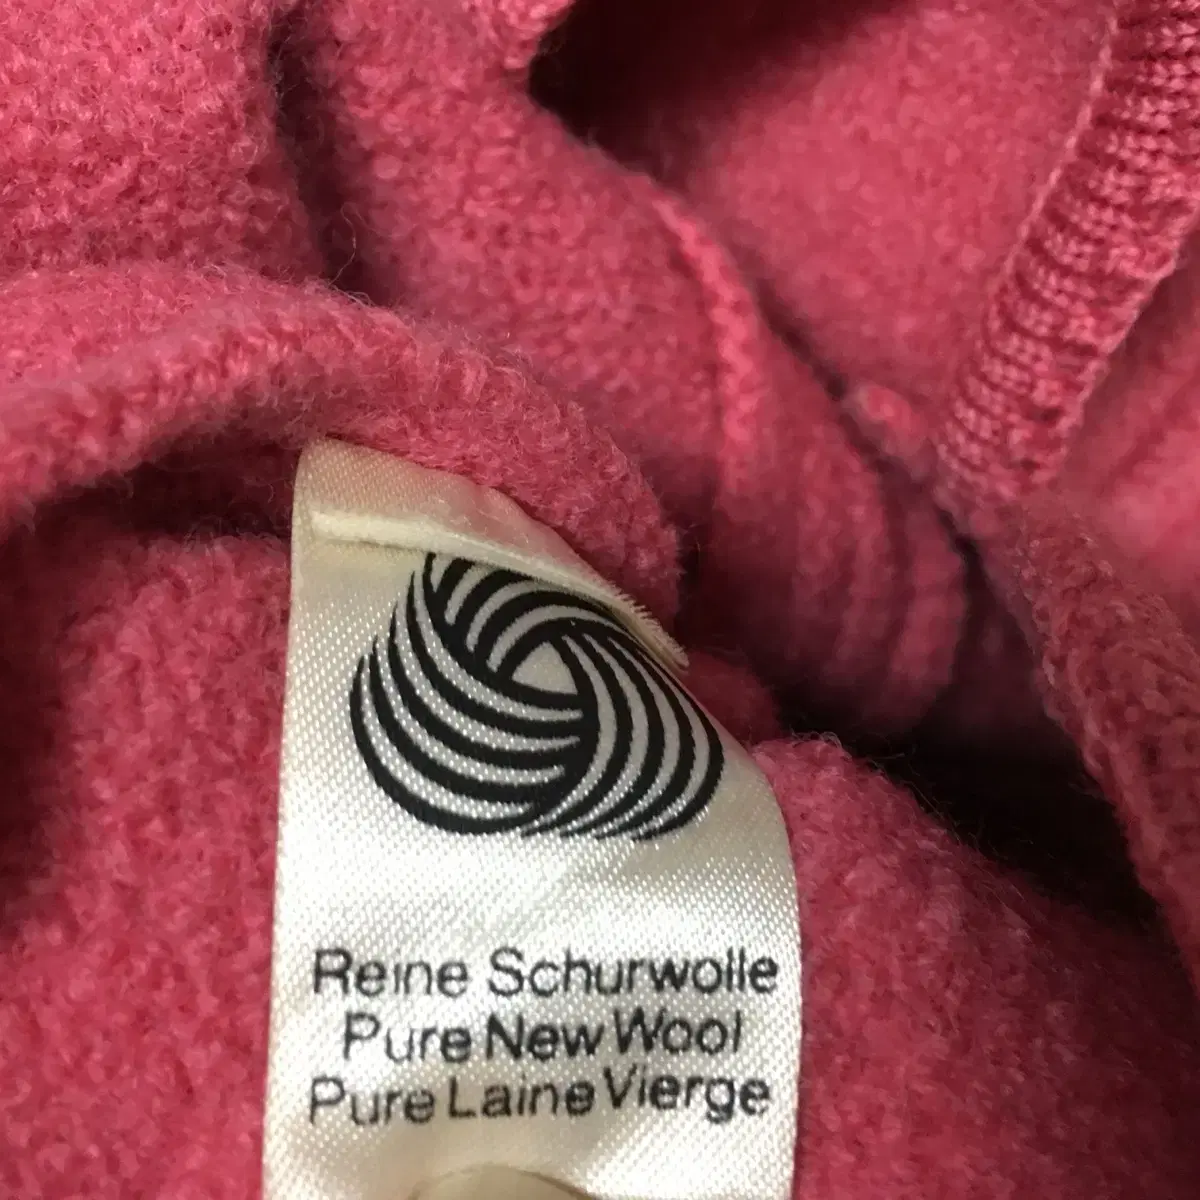 Reine Schurwolle
Pure New Wool
Pure Laine Vierge